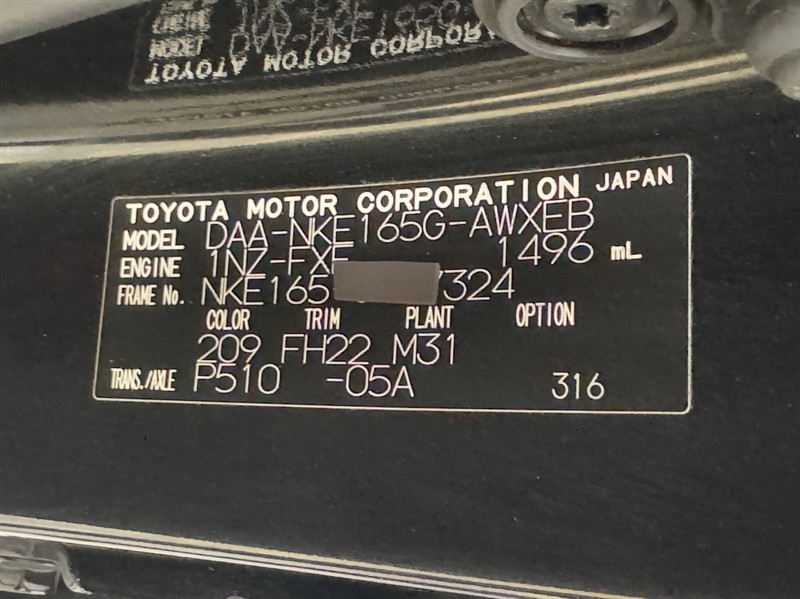 TOYOTA MOTOR CORPORATION JAPAN
MODEL DAA-NKE165G-AWXEB
ENGINE 1NZ-FXE 1496 mL
FRAME No. NKE165 7324
COLOR TRIM PLANT OPTION
209 FH22 M31
TRANS./AXLE P510 -05A 316